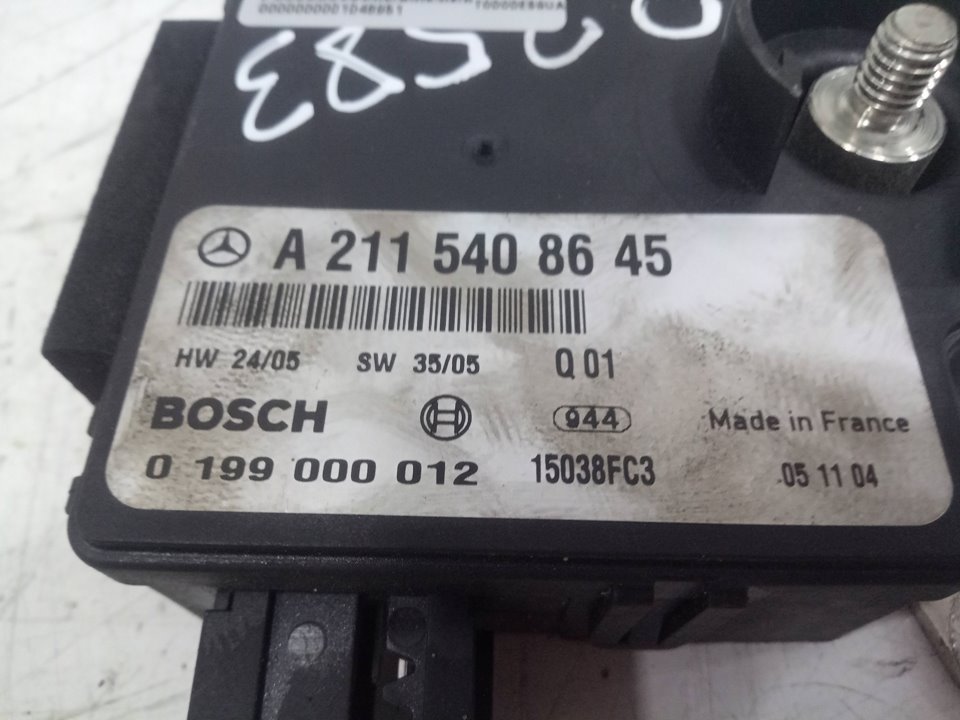 A 211 540 86 45
HW 24/05 SW 35/05 Q 01
BOSCH 944 Made in France
0 199 000 012 15038FC3 05 11 04